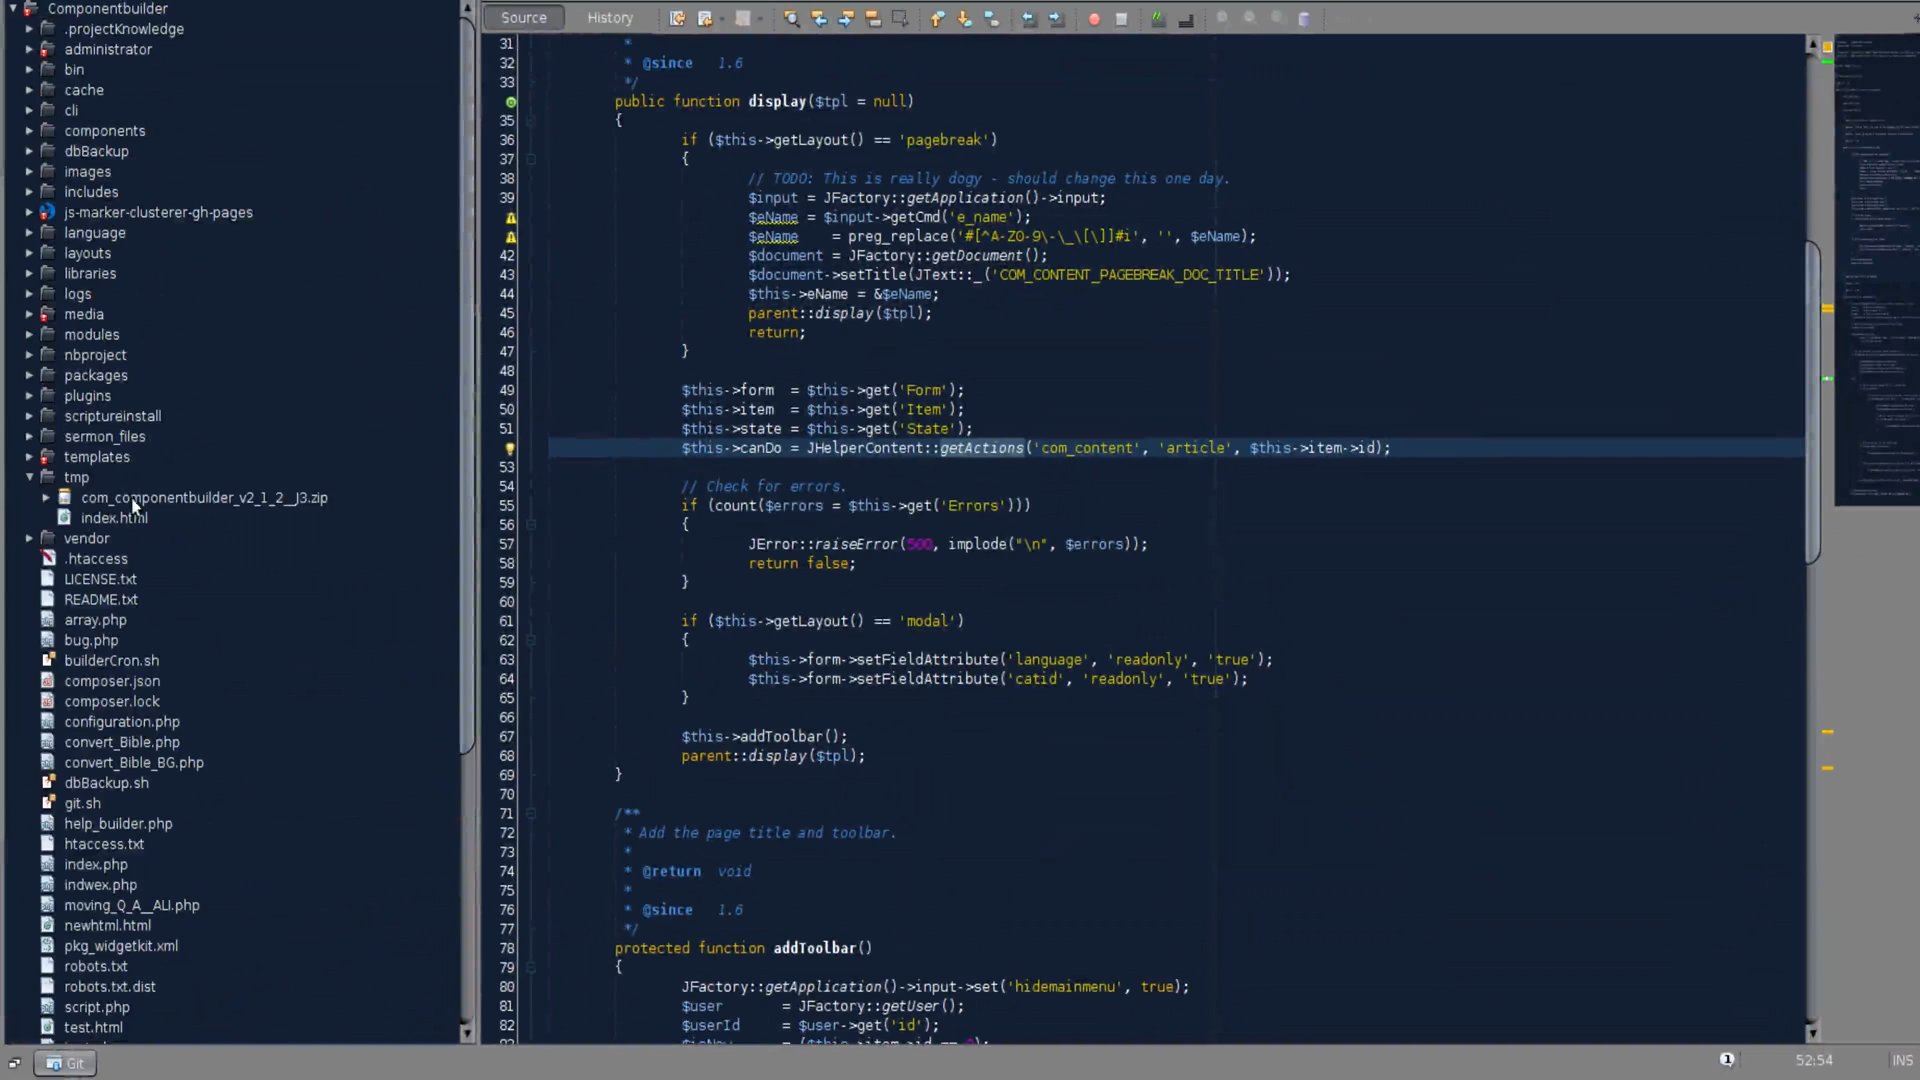 Componentbuilder
.projectKnowledge
administrator
bin
cache
cli
components
dbBackup
images
includes
js-marker-clusterer-gh-pages
language
layouts
libraries
logs
media
modules
nbproject
packages
plugins
scriptureinstall
sermon_files
templates
tmp
com_componentbuilder_v2_1_2__J3.zip
index.html
vendor
.htaccess
LICENSE.txt
README.txt
array.php
bug.php
builderCron.sh
composer.json
composer.lock
configuration.php
convert_Bible.php
convert_Bible_BG.php
dbBackup.sh
git.sh
help_builder.php
htaccess.txt
index.php
indwex.php
moving_Q_A__ALI.php
newhtml.html
pkg_widgetkit.xml
robots.txt
robots.txt.dist
script.php
test.html
Source History
31 *
32 * @since 1.6
33 */
public function display($tpl = null)
35 {
36 if ($this->getLayout() == 'pagebreak')
37 {
38 // TODO: This is really dogy - should change this one day.
39 $input = JFactory::getApplication()->input;
$eName = $input->getCmd('e_name');
$eName = preg_replace('#[^A-Z0-9\-\_\[\]]#i', '', $eName);
42 $document = JFactory::getDocument();
43 $document->setTitle(JText::_('COM_CONTENT_PAGEBREAK_DOC_TITLE'));
44 $this->eName = &$eName;
45 parent::display($tpl);
46 return;
47 }
48
49 $this->form = $this->get('Form');
50 $this->item = $this->get('Item');
51 $this->state = $this->get('State');
$this->canDo = JHelperContent::getActions('com_content', 'article', $this->item->id);
53
54 // Check for errors.
55 if (count($errors = $this->get('Errors')))
56 {
57 JError::raiseError(500, implode("\n", $errors));
58 return false;
59 }
60
61 if ($this->getLayout() == 'modal')
62 {
63 $this->form->setFieldAttribute('language', 'readonly', 'true');
64 $this->form->setFieldAttribute('catid', 'readonly', 'true');
65 }
66
67 $this->addToolbar();
68 parent::display($tpl);
69 }
70
71 /**
72 * Add the page title and toolbar.
73 *
74 * @return void
75 *
76 * @since 1.6
77 */
78 protected function addToolbar()
79 {
80 JFactory::getApplication()->input->set('hidemainmenu', true);
81 $user = JFactory::getUser();
82 $userId = $user->get('id');
Git
1
52:54
INS